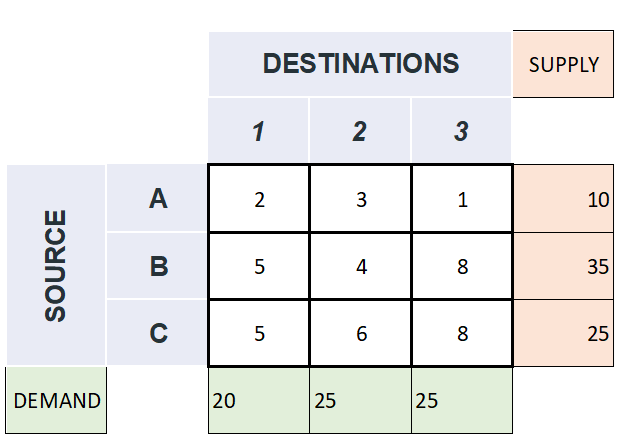 DESTINATIONS SUPPLY
1 2 3
SOURCE
A 2 3 1 10
B 5 4 8 35
C 5 6 8 25
DEMAND 20 25 25